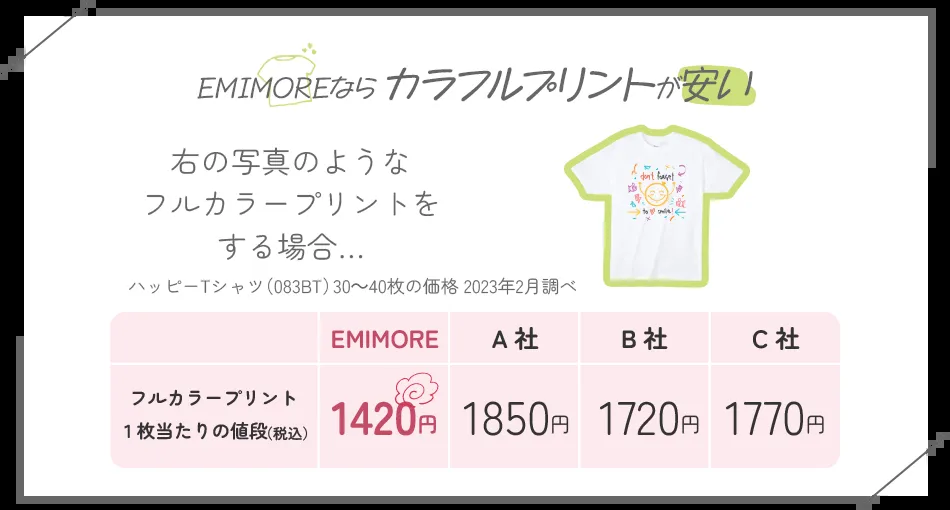 EMIMOREなら カラフルプリントが安い
右の写真のような
フルカラープリントを
する場合...
don't forget
to smile!
ハッピーTシャツ(083BT)30〜40枚の価格 2023年2月調べ
EMIMORE A社 B社 C社
フルカラープリント
1枚当たりの値段(税込)
1420円 1850円 1720円 1770円